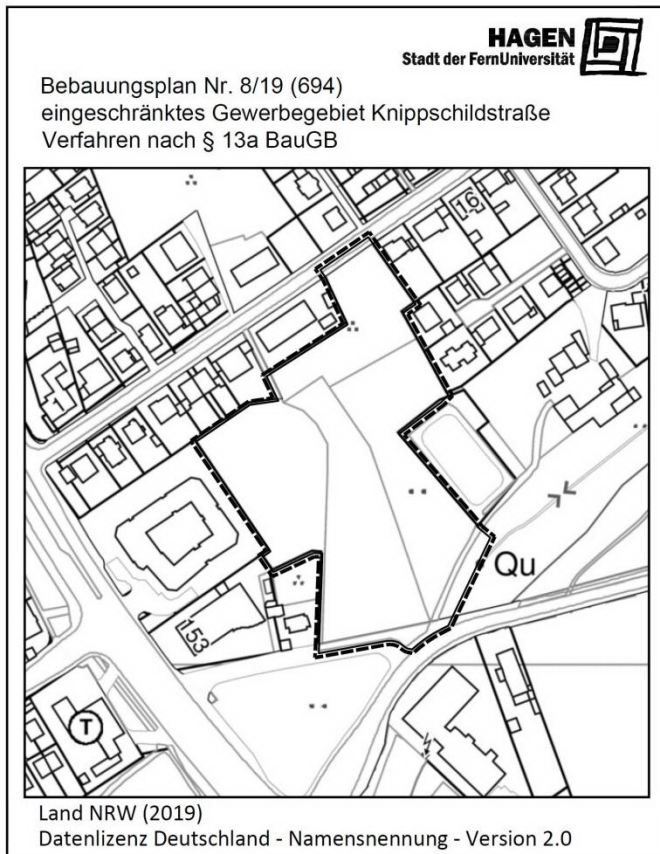 HAGEN
Stadt der FernUniversität
Bebauungsplan Nr. 8/19 (694)
eingeschränktes Gewerbegebiet Knippschildstraße
Verfahren nach § 13a BauGB
16
Qu
153
T
Land NRW (2019)
Datenlizenz Deutschland - Namensnennung - Version 2.0